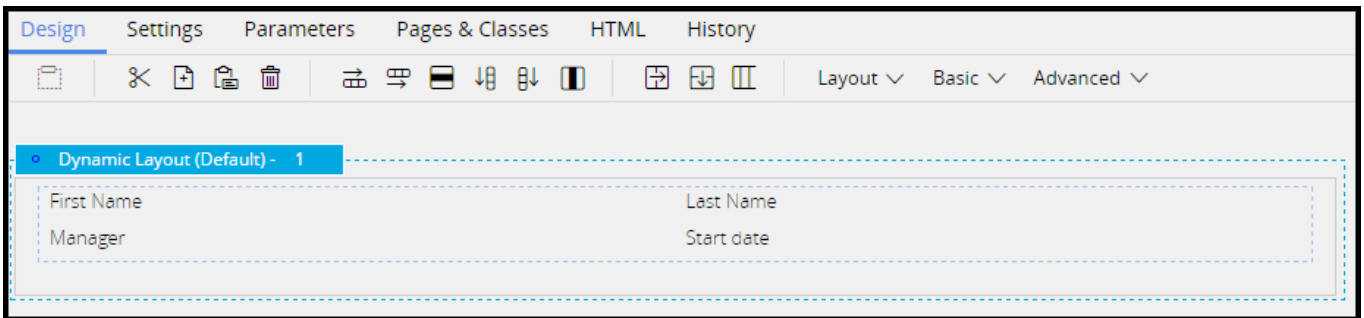 Design Settings Parameters Pages & Classes HTML History
Layout Basic Advanced
Dynamic Layout (Default) - 1
First Name Last Name
Manager Start date